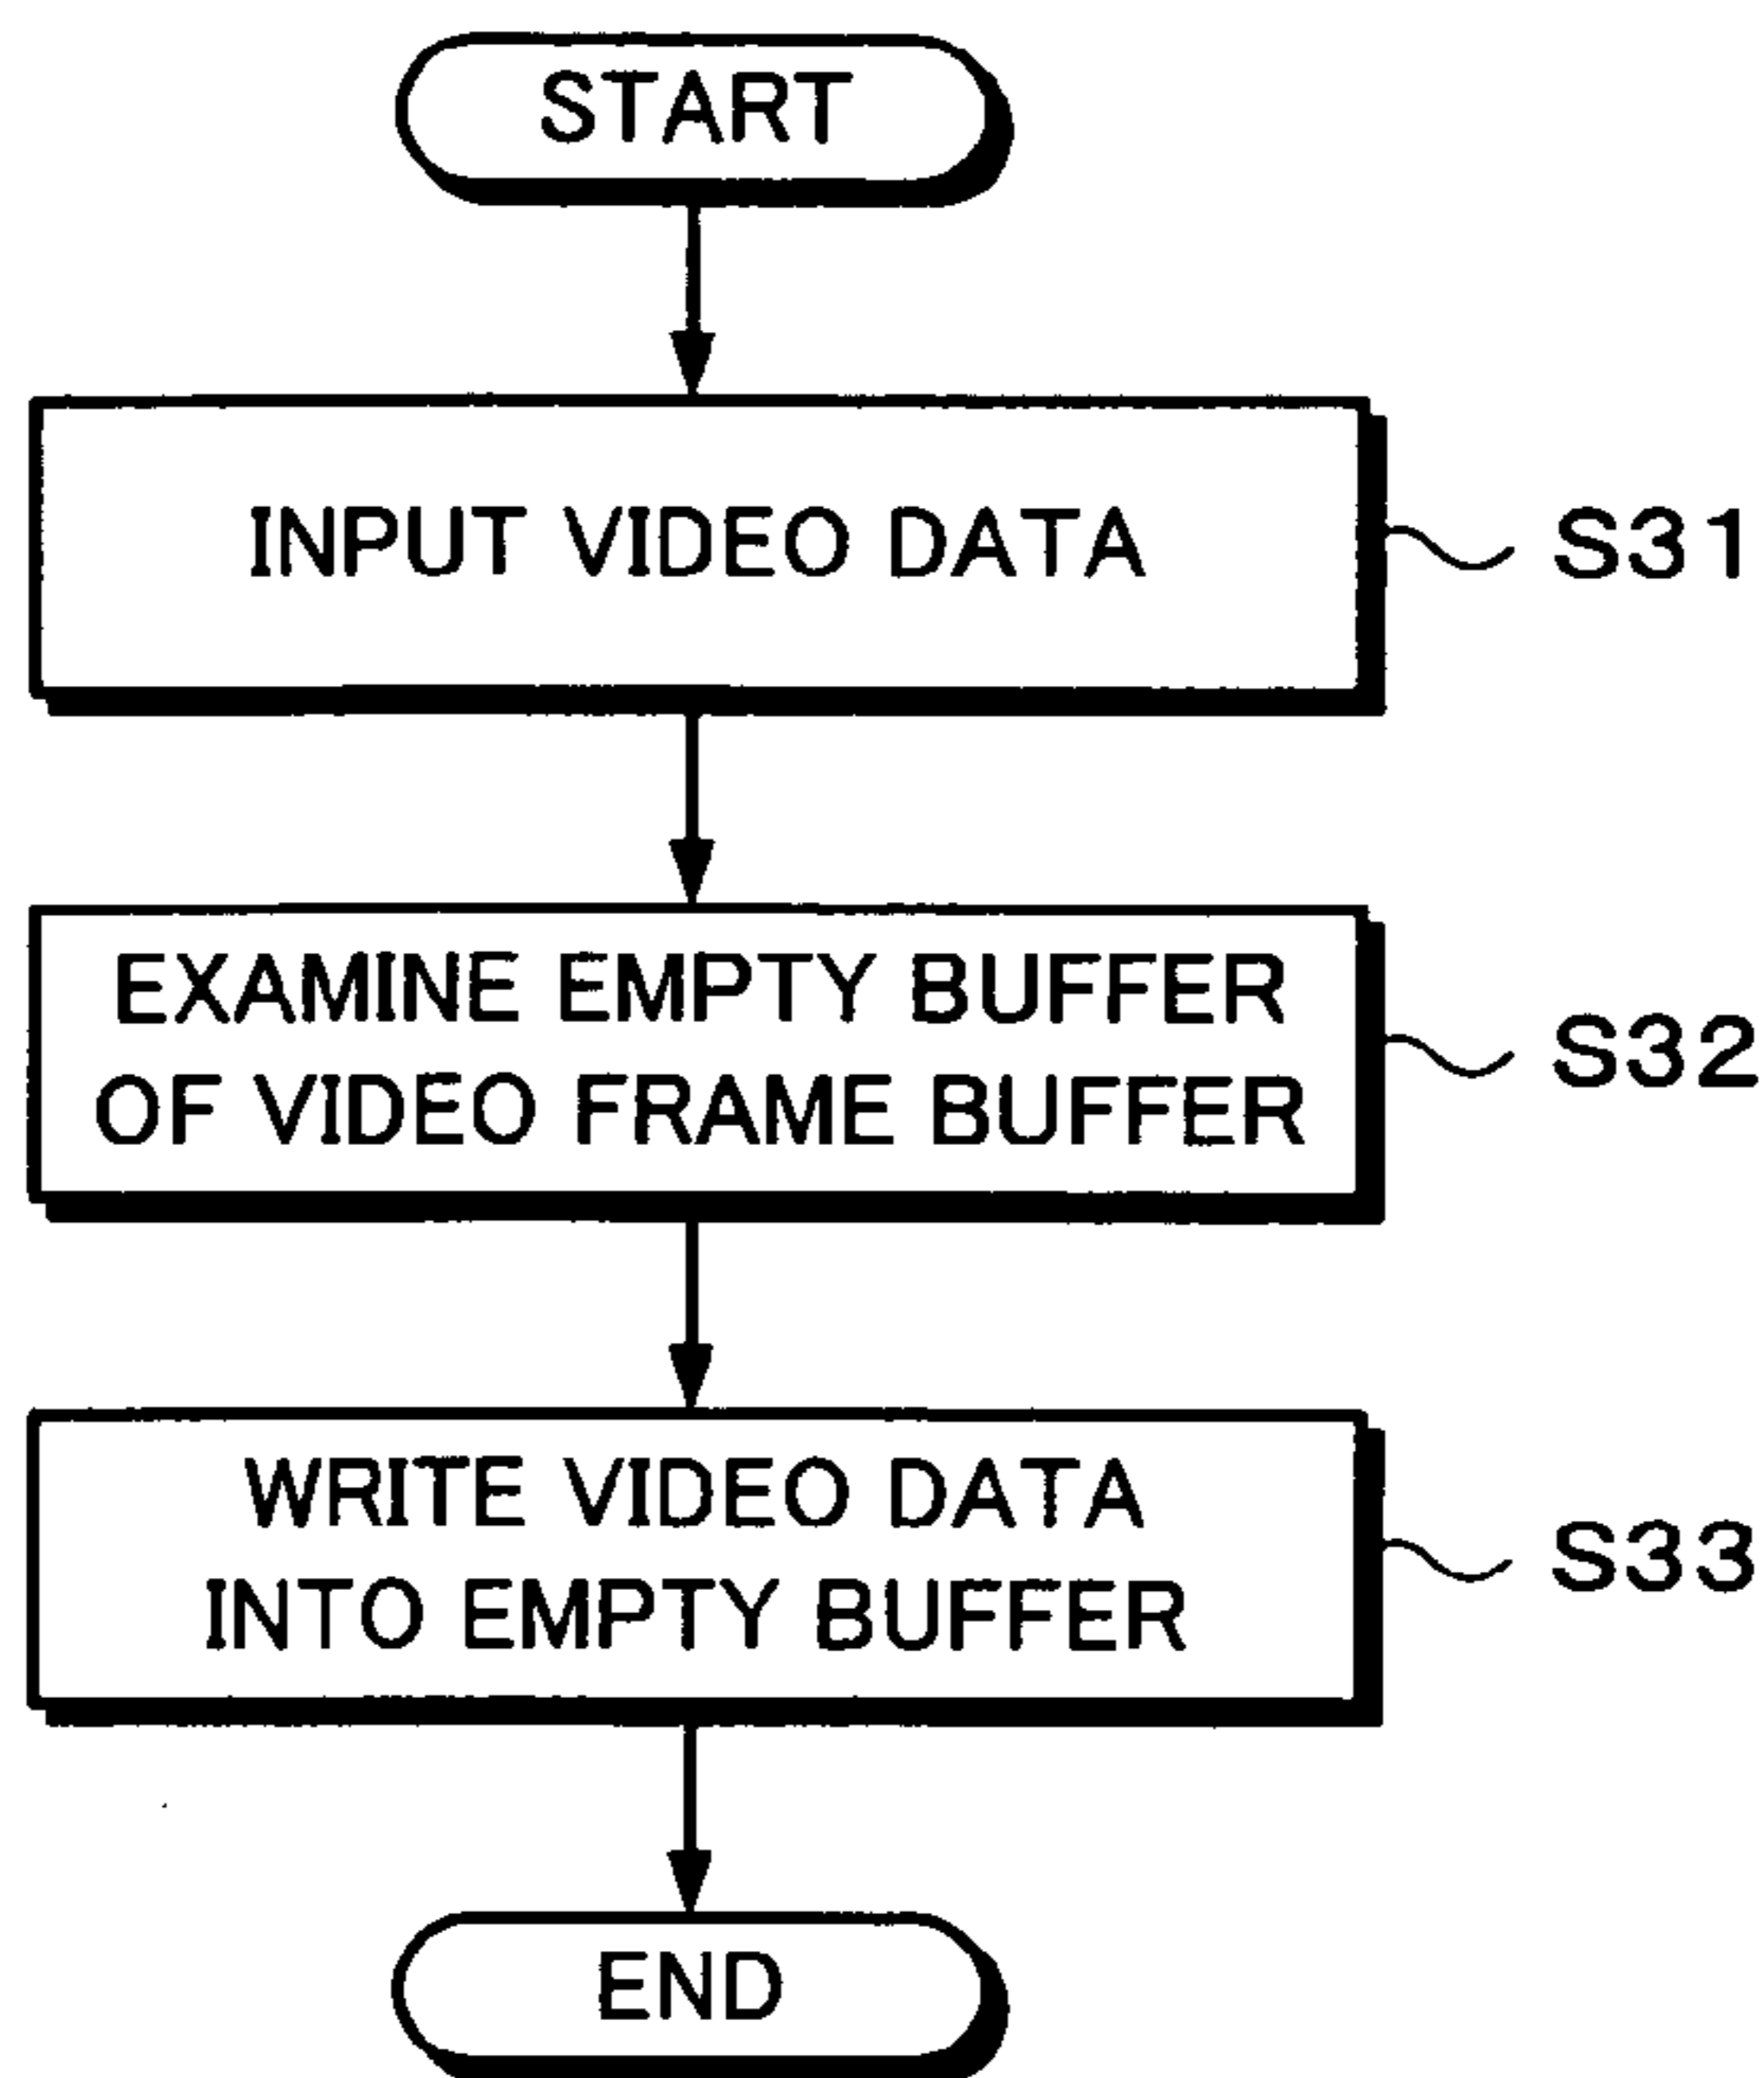 START
INPUT VIDEO DATA
S31
EXAMINE EMPTY BUFFER
OF VIDEO FRAME BUFFER
S32
WRITE VIDEO DATA
INTO EMPTY BUFFER
S33
END